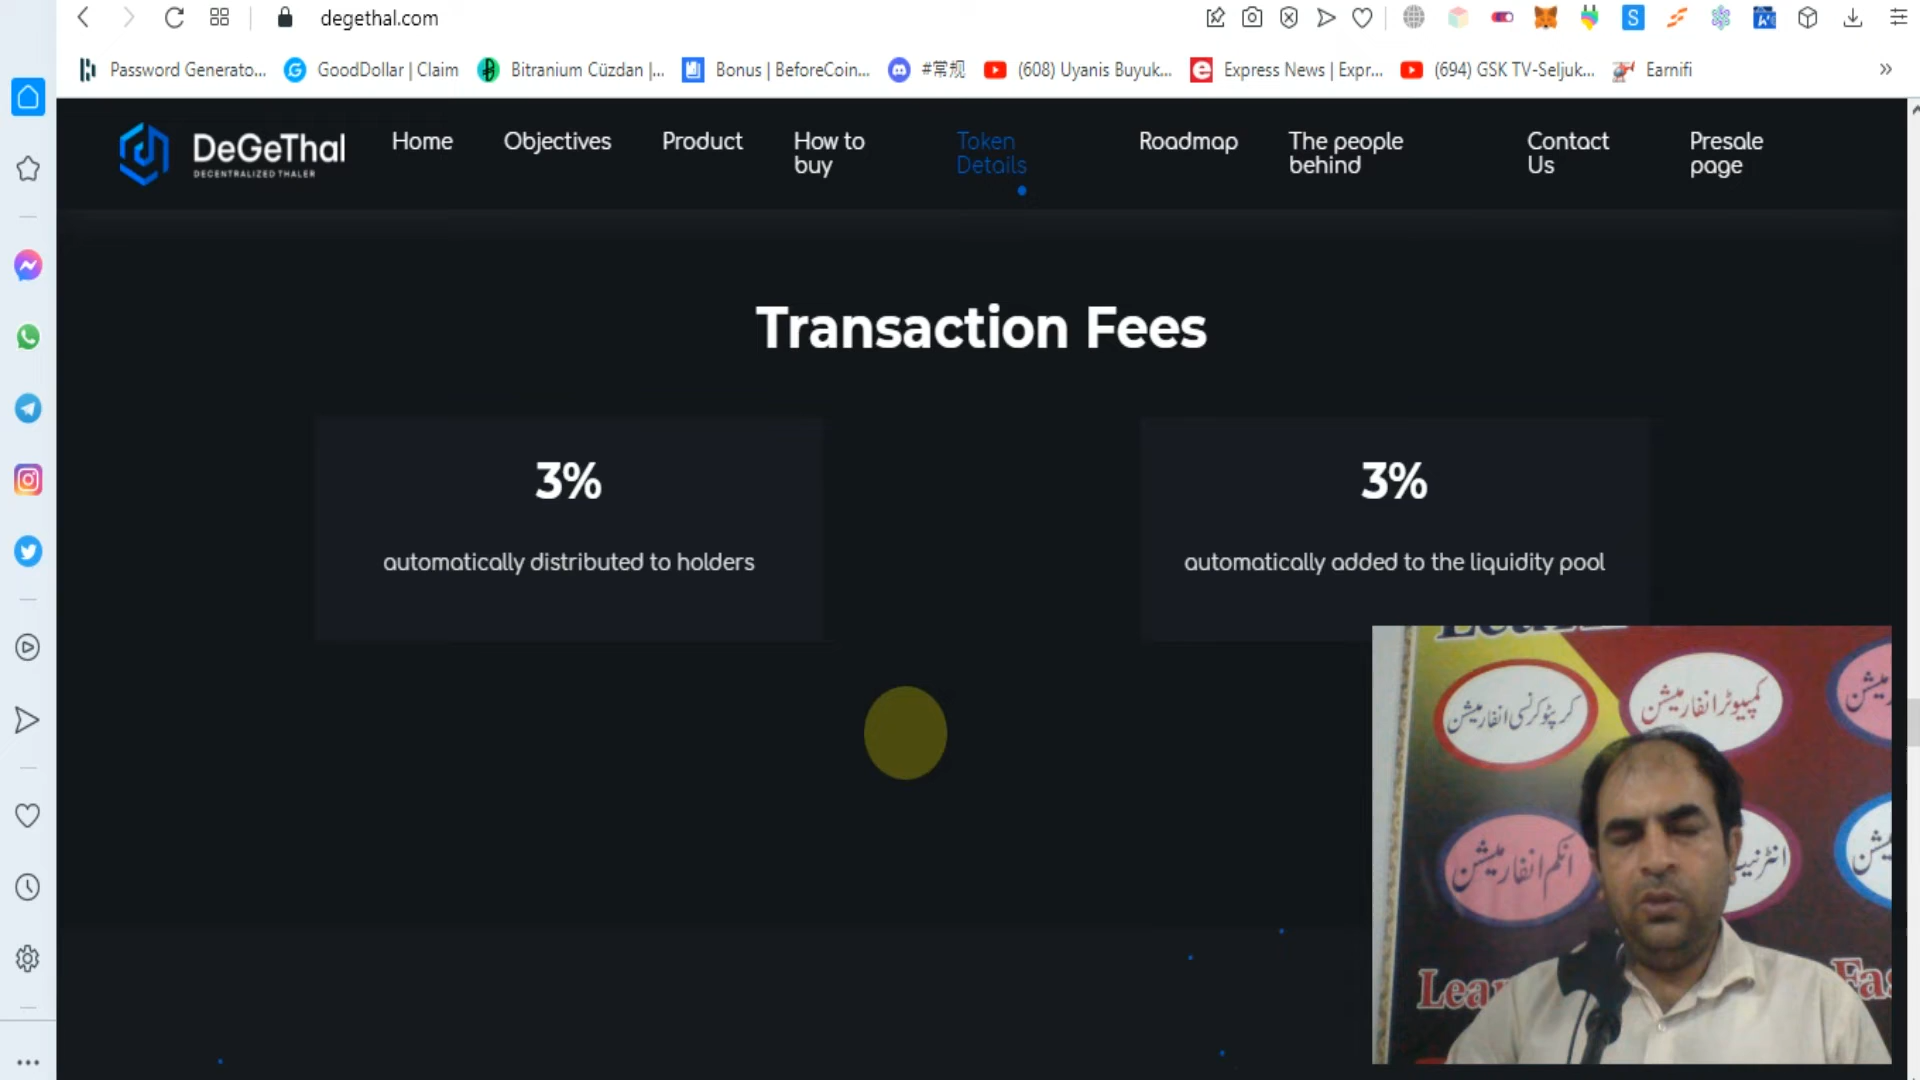 degethal.com
Password Generato...
GoodDollar | Claim
Bitranium Cüzdan |...
Bonus | BeforeCoin...
#常规
(608) Uyanis Buyuk...
Express News | Expr...
(694) GSK TV-Seljuk...
Earnifi
DeGeThal
DECENTRALIZED THALER
Home
Objectives
Product
How to
buy
Token
Details
Roadmap
The people
behind
Contact
Us
Presale
page
Transaction Fees
3%
automatically distributed to holders
3%
automatically added to the liquidity pool
کرپٹوکرنسی انفارمیشن
کمپیوٹر انفارمیشن
انکم انفارمیشن